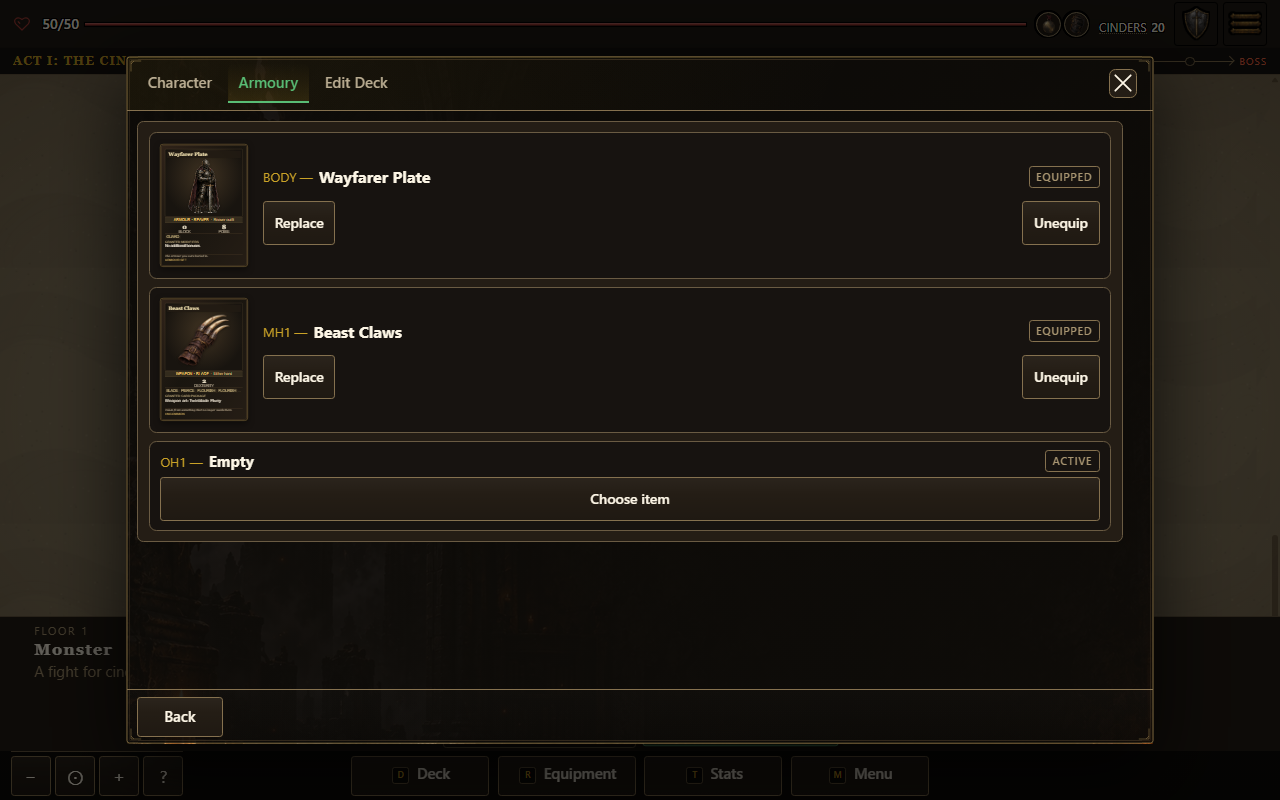 50/50
CINDERS 20
ACT I: THE CIN
BOSS
Character
Armoury
Edit Deck
Wayfarer Plate
BODY — Wayfarer Plate
EQUIPPED
Replace
Unequip
Beast Claws
MH1 — Beast Claws
EQUIPPED
Replace
Unequip
OH1 — Empty
ACTIVE
Choose item
FLOOR 1
Monster
A fight for cin
Back
− + ?
D Deck
R Equipment
T Stats
M Menu